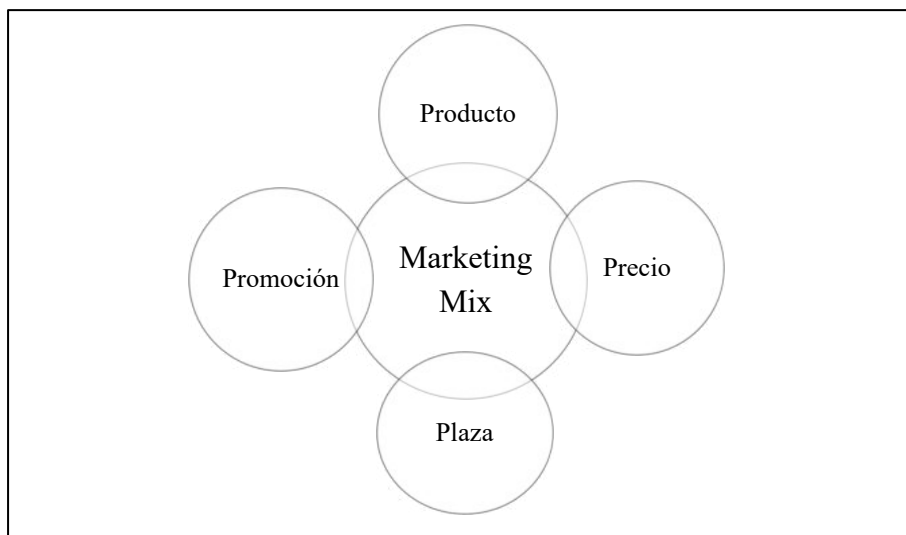 Producto
Marketing
Mix
Promoción
Precio
Plaza